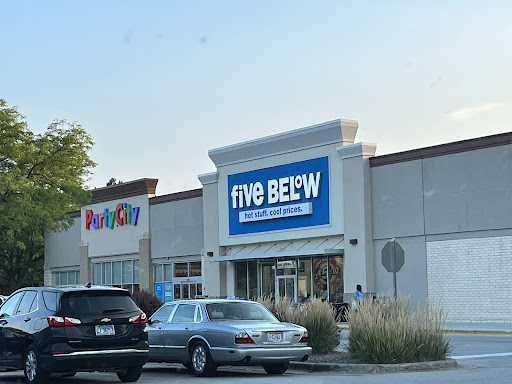 Party City
five BELOW
hot stuff. cool prices.